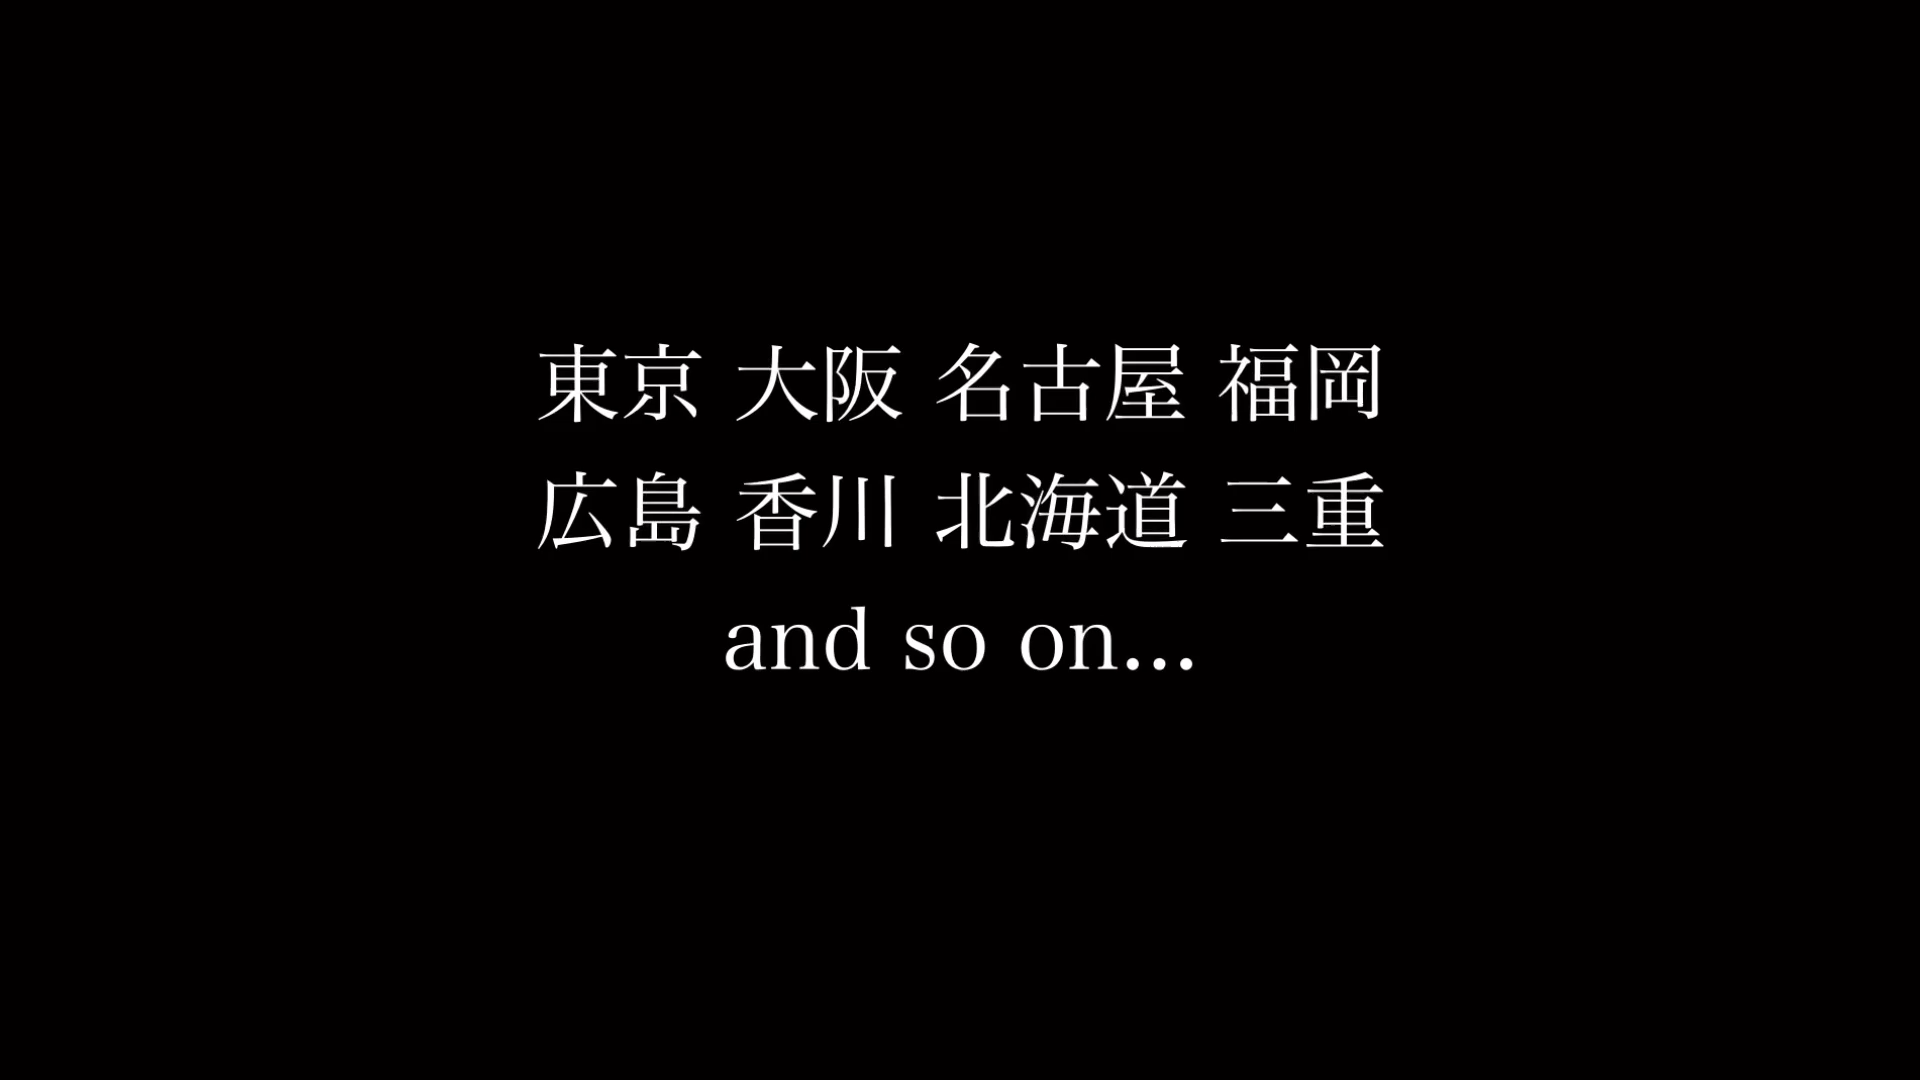 東京 大阪 名古屋 福岡
広島 香川 北海道 三重
and so on...